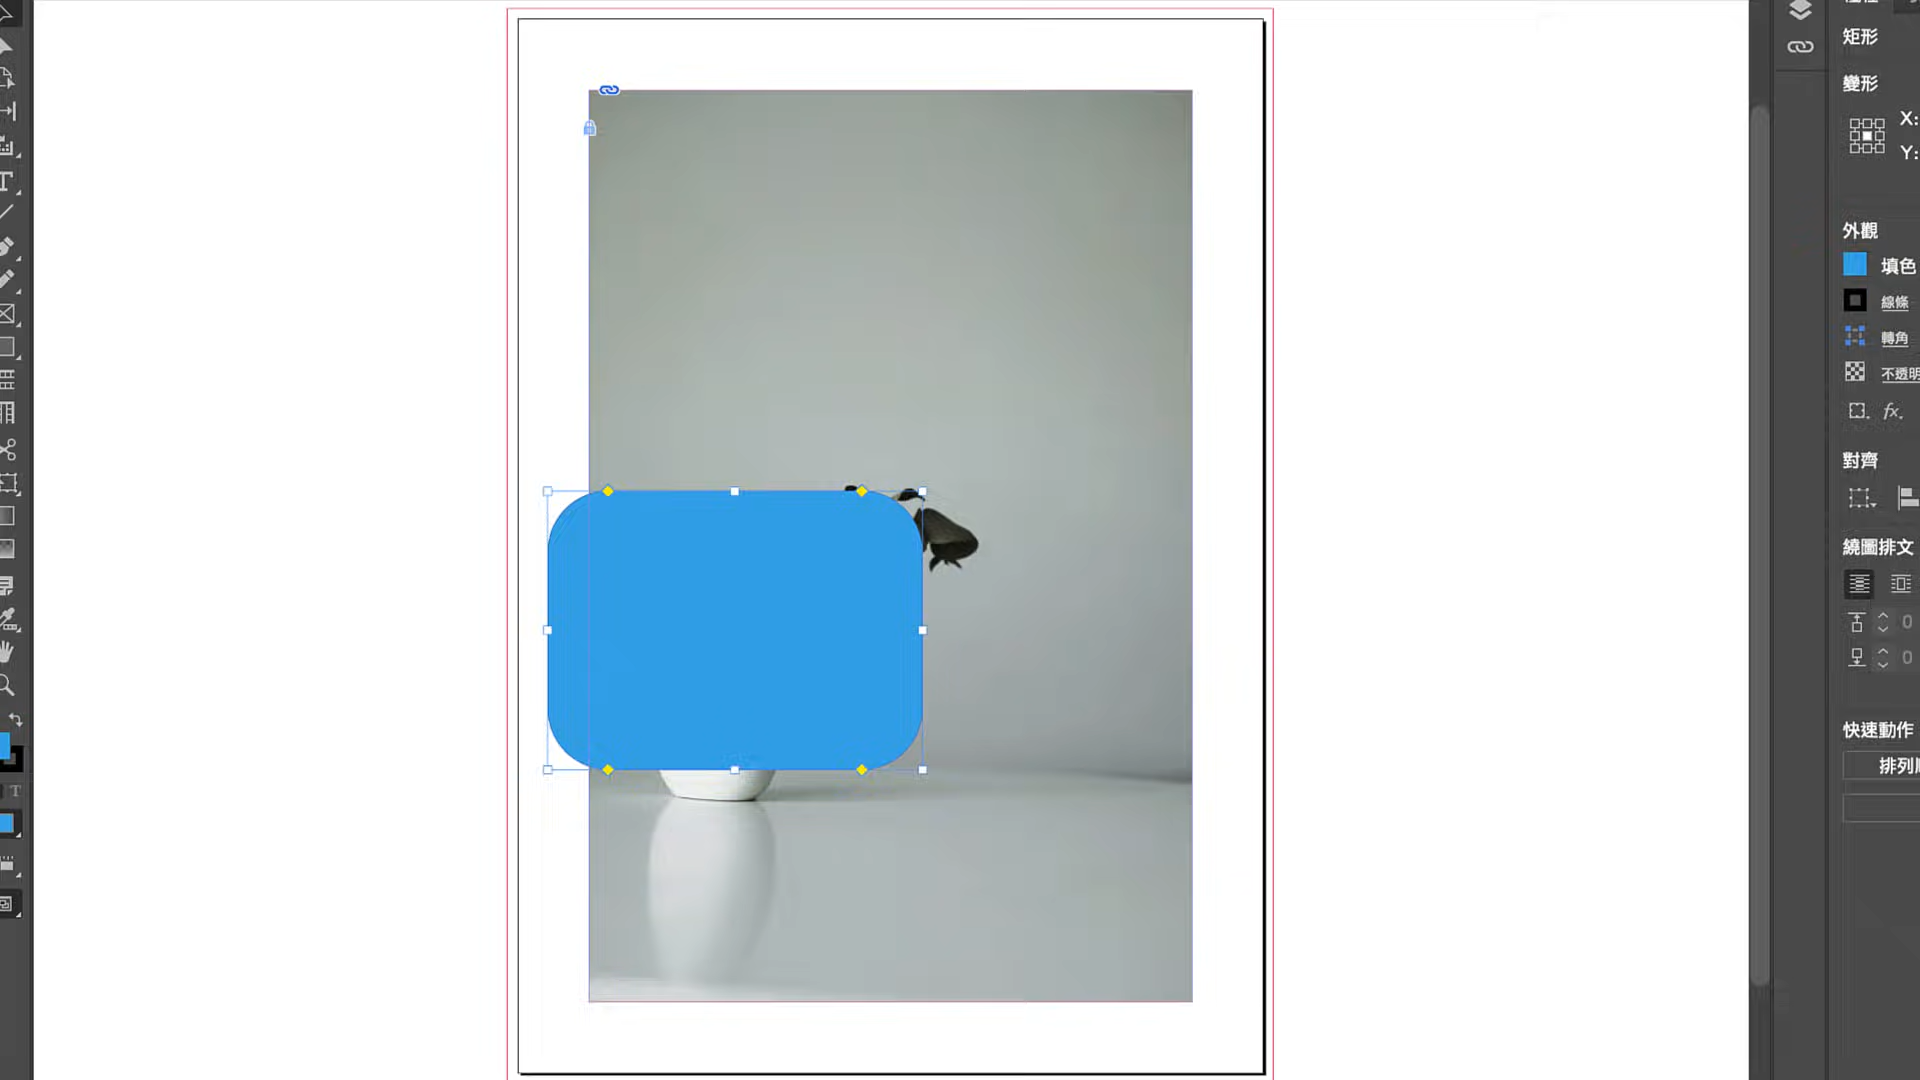 矩形
變形
X:
Y:
外觀
填色
線條
轉角
不透明
fx.
對齊
繞圖排文
0
0
快速動作
T
排列